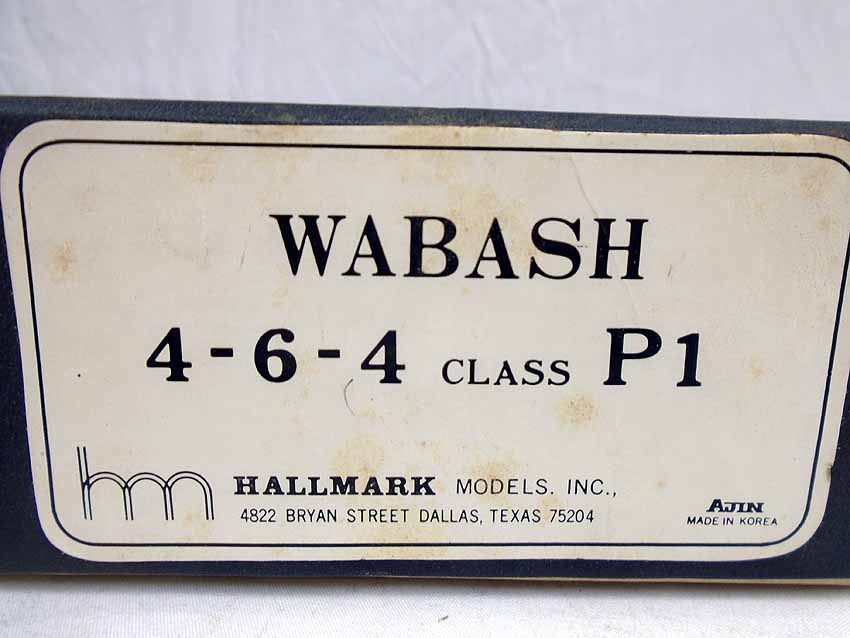 WABASH
4-6-4 CLASS P1
hm HALLMARK MODELS. INC.,
4822 BRYAN STREET DALLAS, TEXAS 75204
AJIN
MADE IN KOREA